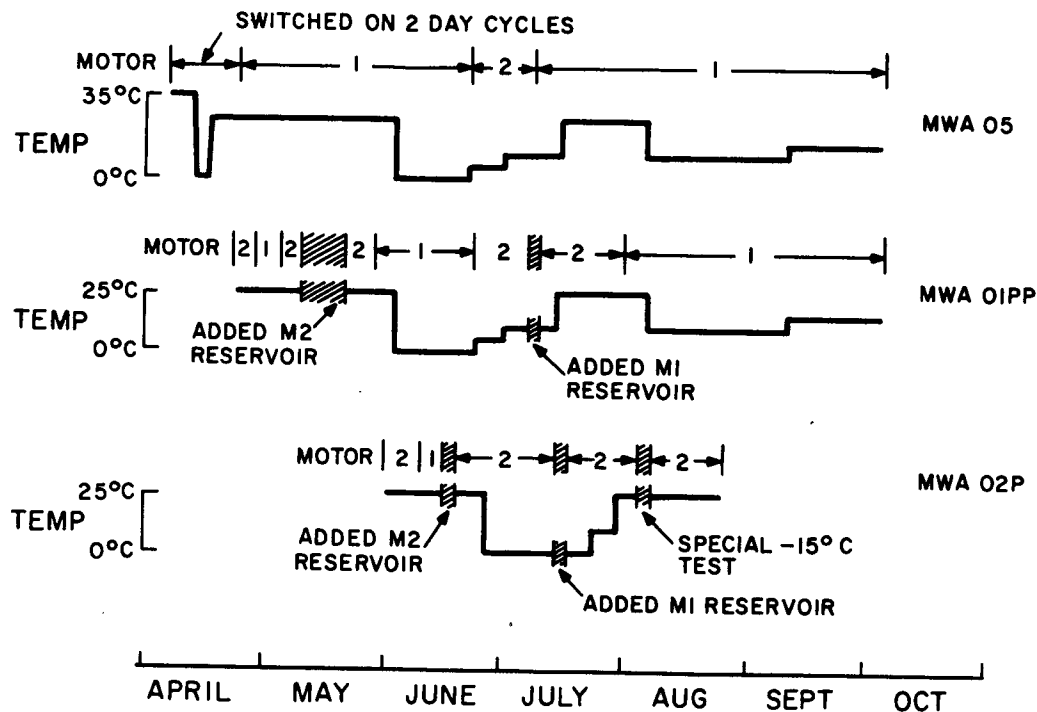 SWITCHED ON 2 DAY CYCLES
MOTOR 1 2 1
35°C
TEMP
0°C
MWA 05
MOTOR 2 1 2 2 1 2 2 1
25°C
TEMP
0°C
MWA 01PP
ADDED M2
RESERVOIR
ADDED M1
RESERVOIR
MOTOR 2 1 2 2 2
25°C
TEMP
0°C
MWA 02P
ADDED M2
RESERVOIR
SPECIAL -15°C
TEST
ADDED M1 RESERVOIR
APRIL MAY JUNE JULY AUG SEPT OCT